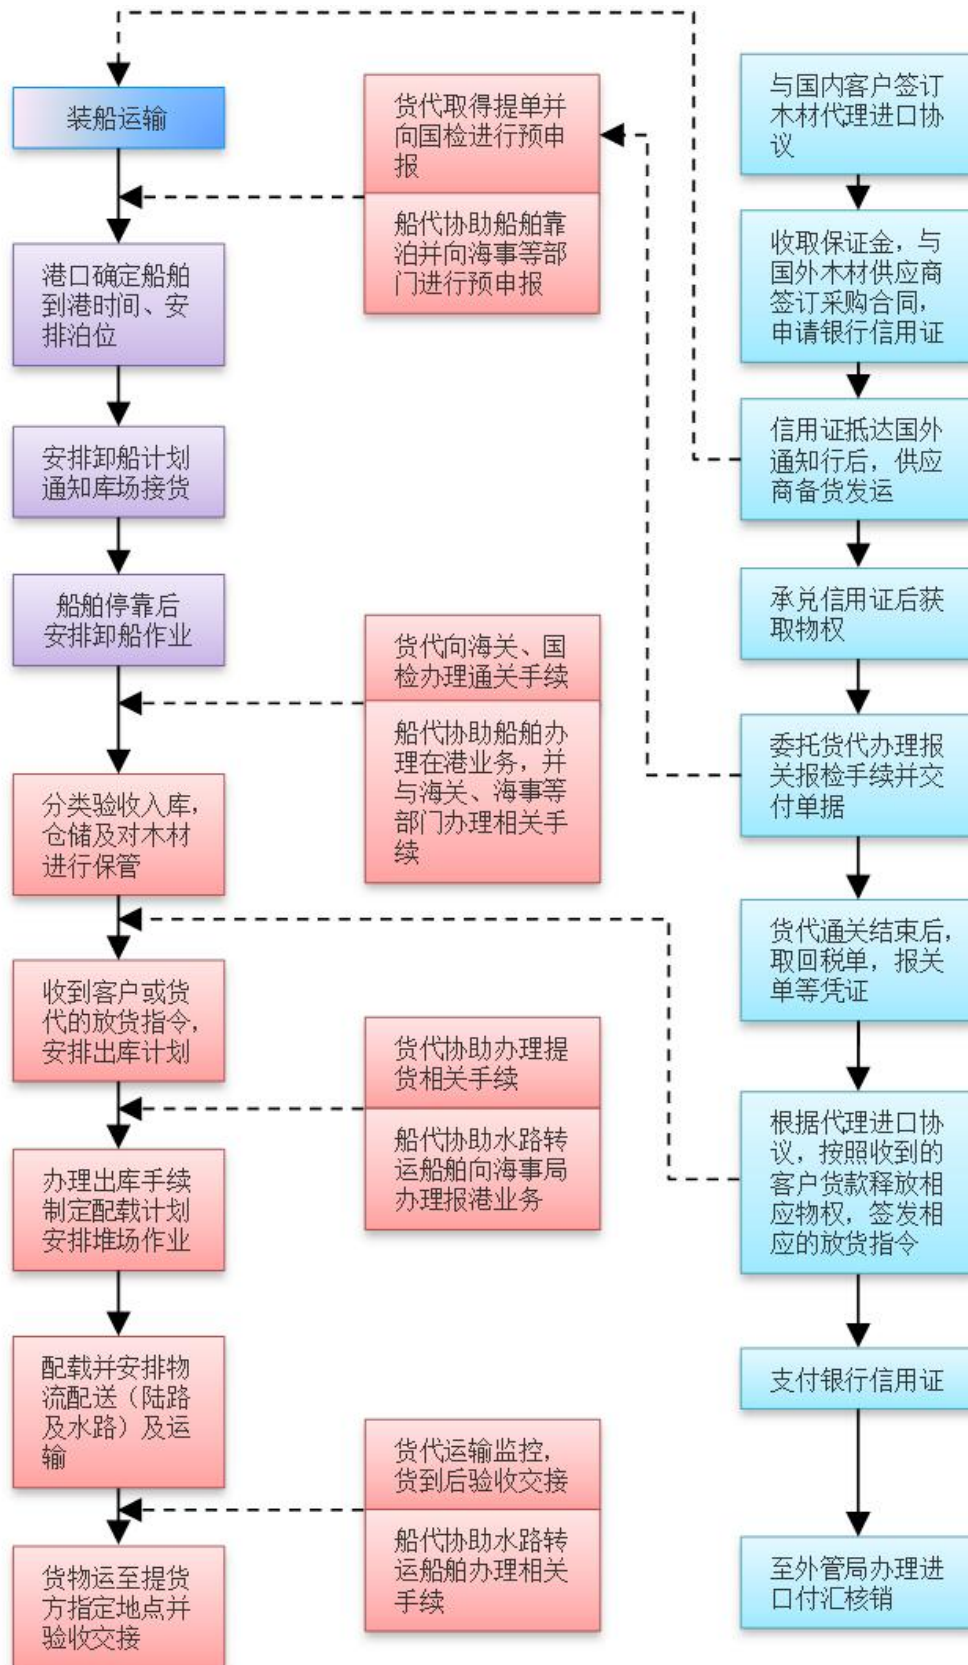 装船运输
港口确定船舶
到港时间、安
排泊位
安排卸船计划
通知库场接货
船舶停靠后
安排卸船作业
分类验收入库，
仓储及对木材
进行保管
收到客户或货
代的放货指令，
安排出库计划
办理出库手续
制定配载计划
安排堆场作业
配载并安排物
流配送（陆路
及水路）及运
输
货物运至提货
方指定地点并
验收交接
货代取得提单并
向国检进行预申
报
船代协助船舶靠
泊并向海事等部
门进行预申报
货代向海关、国
检办理通关手续
船代协助船舶办
理在港业务，并
与海关、海事等
部门办理相关手
续
货代协助办理提
货相关手续
船代协助水路转
运船舶向海事局
办理报港业务
货代运输监控，
货到后验收交接
船代协助水路转
运船舶办理相关
手续
与国内客户签订
木材代理进口协
议
收取保证金，与
国外木材供应商
签订采购合同，
申请银行信用证
信用证抵达国外
通知行后，供应
商备货发运
承兑信用证后获
取物权
委托货代办理报
关报检手续并交
付单据
货代通关结束后，
取回税单，报关
单等凭证
根据代理进口协
议，按照收到的
客户货款释放相
应物权，签发相
应的放货指令
支付银行信用证
至外管局办理进
口付汇核销